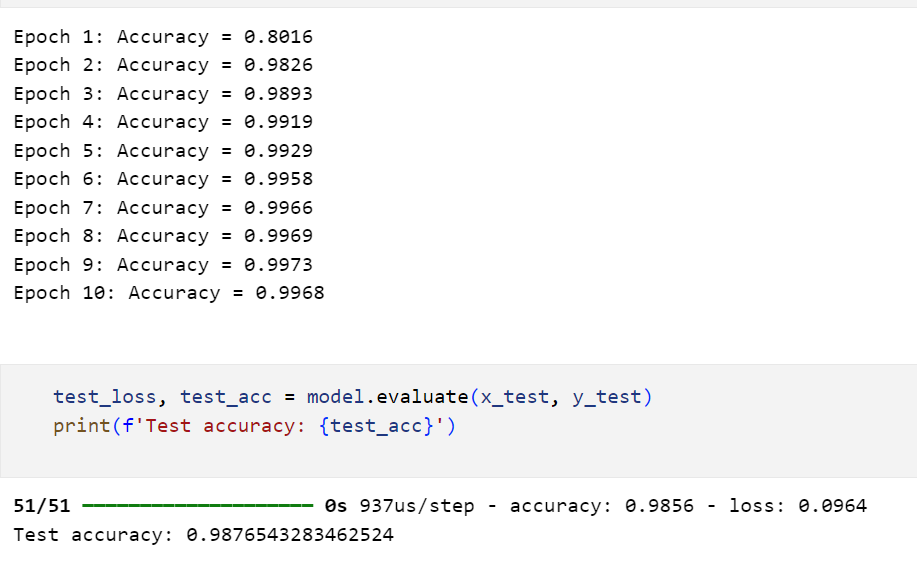 Epoch 1: Accuracy = 0.8016
Epoch 2: Accuracy = 0.9826
Epoch 3: Accuracy = 0.9893
Epoch 4: Accuracy = 0.9919
Epoch 5: Accuracy = 0.9929
Epoch 6: Accuracy = 0.9958
Epoch 7: Accuracy = 0.9966
Epoch 8: Accuracy = 0.9969
Epoch 9: Accuracy = 0.9973
Epoch 10: Accuracy = 0.9968
test_loss, test_acc = model.evaluate(x_test, y_test)
print(f'Test accuracy: {test_acc}')
51/51 ━━━━━━━━━━━━━━━━━━━━ 0s 937us/step - accuracy: 0.9856 - loss: 0.0964
Test accuracy: 0.9876543283462524